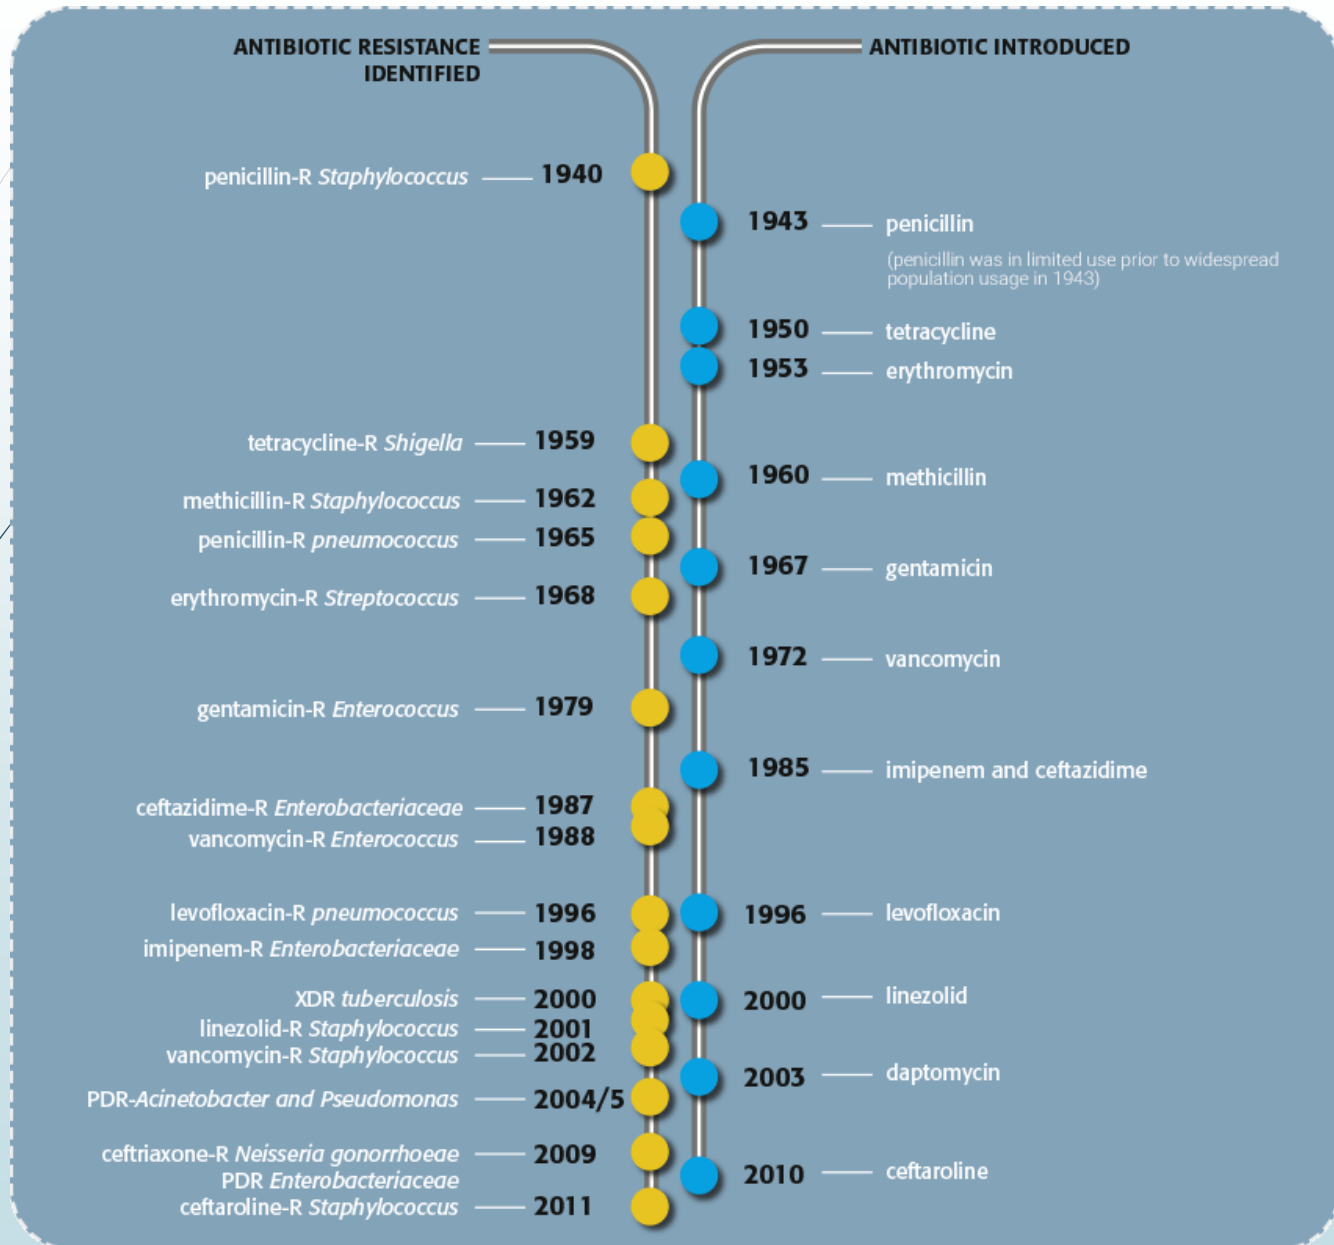 ANTIBIOTIC RESISTANCE
IDENTIFIED
ANTIBIOTIC INTRODUCED
penicillin-R Staphylococcus 1940
1943 penicillin
(penicillin was in limited use prior to widespread
population usage in 1943)
1950 tetracycline
1953 erythromycin
tetracycline-R Shigella 1959
1960 methicillin
methicillin-R Staphylococcus 1962
penicillin-R pneumococcus 1965
1967 gentamicin
erythromycin-R Streptococcus 1968
1972 vancomycin
gentamicin-R Enterococcus 1979
1985 imipenem and ceftazidime
ceftazidime-R Enterobacteriaceae 1987
vancomycin-R Enterococcus 1988
levofloxacin-R pneumococcus 1996
1996 levofloxacin
imipenem-R Enterobacteriaceae 1998
XDR tuberculosis 2000
2000 linezolid
linezolid-R Staphylococcus 2001
vancomycin-R Staphylococcus 2002
2003 daptomycin
PDR-Acinetobacter and Pseudomonas 2004/5
ceftriaxone-R Neisseria gonorrhoeae 2009
PDR Enterobacteriaceae
2010 ceftaroline
ceftaroline-R Staphylococcus 2011